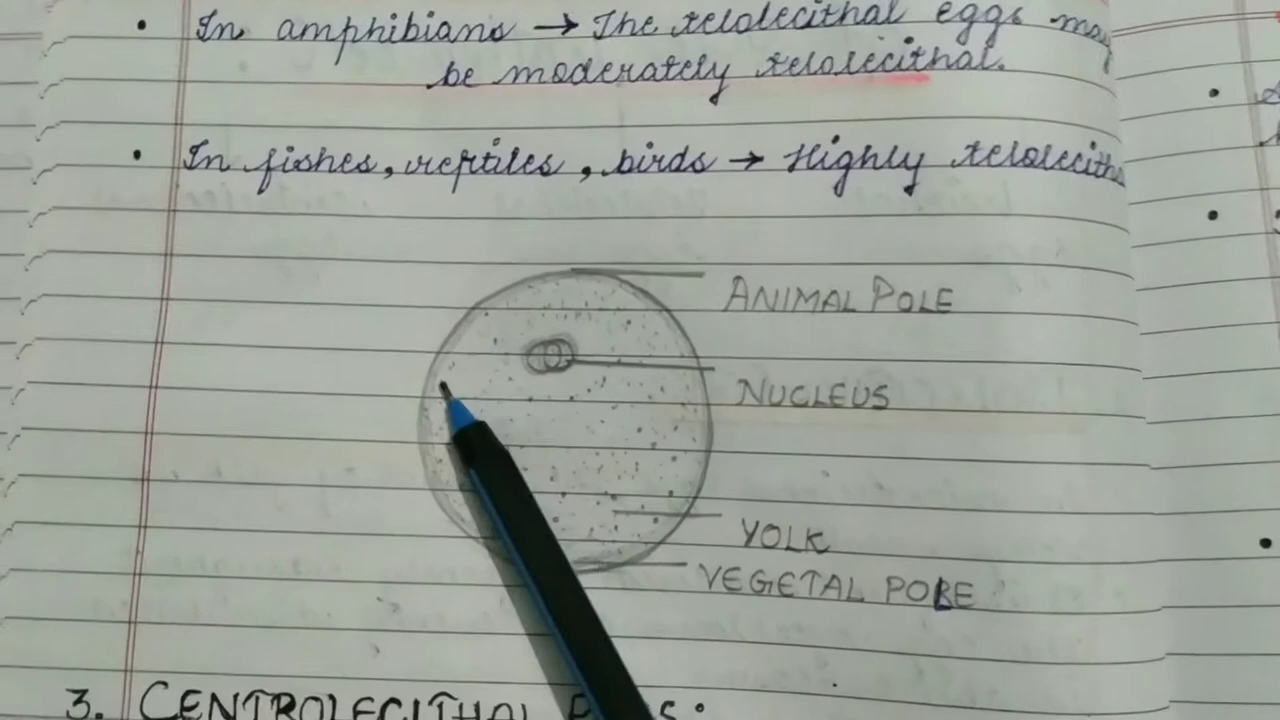 • In amphibians → The telolecithal eggs may
be moderately telolecithal.
• In fishes, reptiles, birds → Highly telolecith
ANIMAL POLE
NUCLEUS
YOLK
VEGETAL POLE
3. CENTROLECITHAL